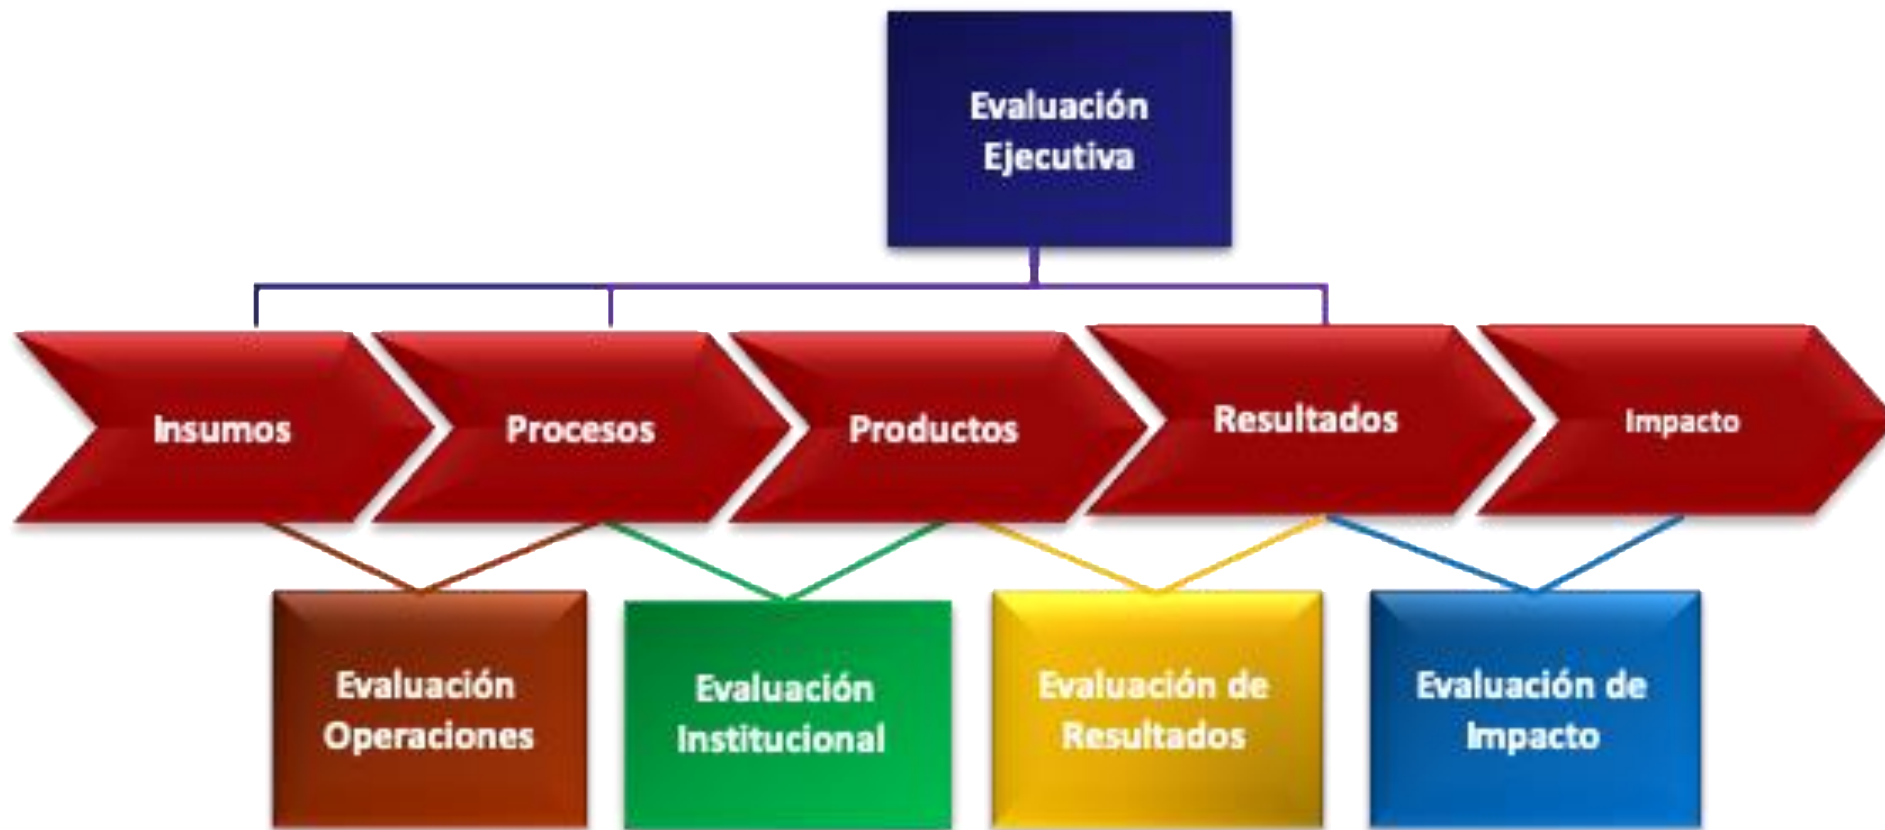 Evaluación
Ejecutiva
Insumos
Procesos
Productos
Resultados
Impacto
Evaluación
Operaciones
Evaluación
Institucional
Evaluación de
Resultados
Evaluación de
Impacto